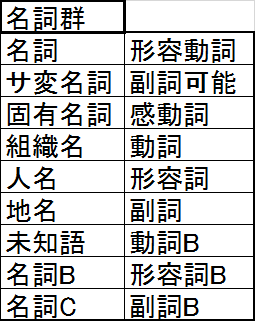 名詞群
名詞 形容動詞
サ変名詞 副詞可能
固有名詞 感動詞
組織名 動詞
人名 形容詞
地名 副詞
未知語 動詞B
名詞B 形容詞B
名詞C 副詞B